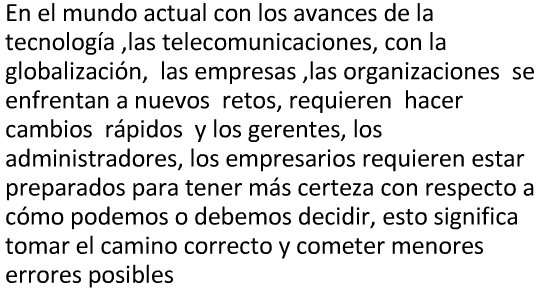 En el mundo actual con los avances de la
tecnología ,las telecomunicaciones, con la
globalización,  las empresas ,las organizaciones  se
enfrentan a nuevos  retos, requieren  hacer
cambios  rápidos  y los gerentes, los
administradores, los empresarios requieren estar
preparados para tener más certeza con respecto a
cómo podemos o debemos decidir, esto significa
tomar el camino correcto y cometer menores
errores posibles